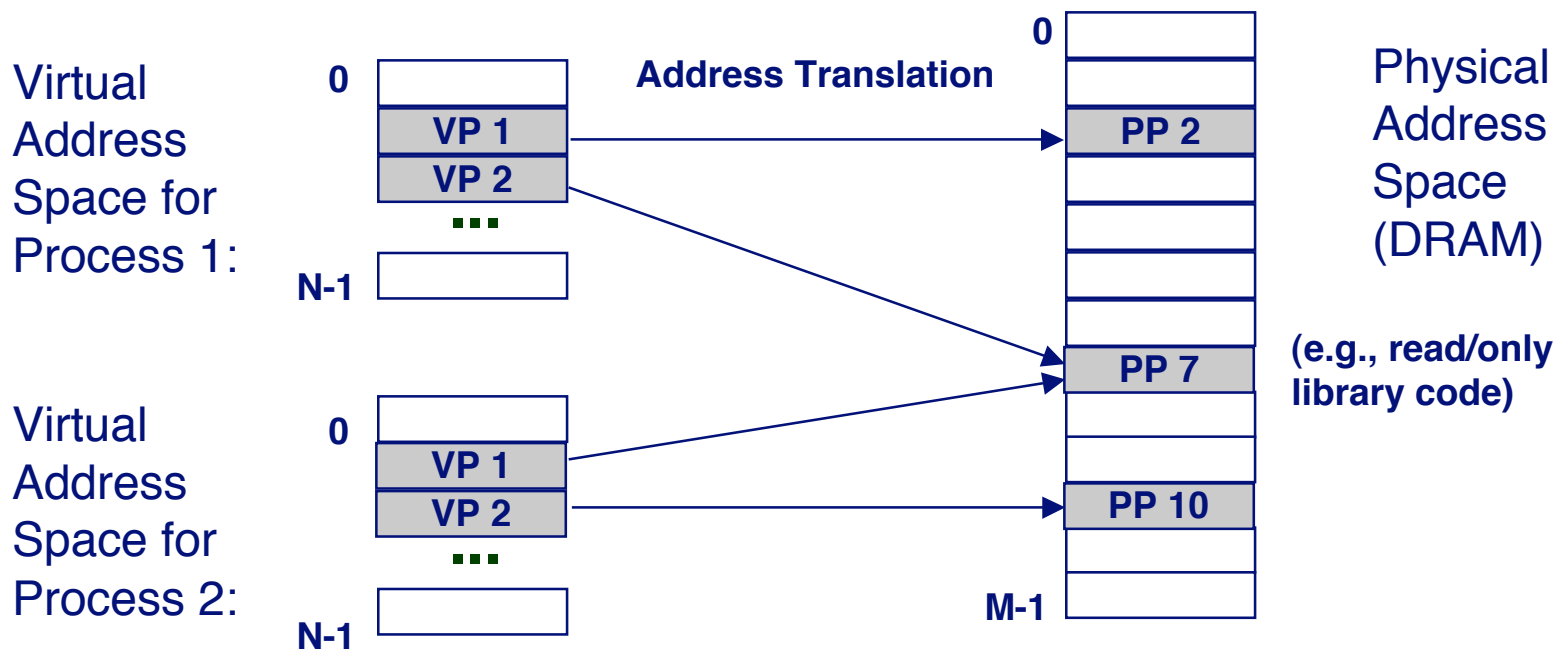 Virtual
Address
Space for
Process 1:
0
VP 1
VP 2
...
N-1
Address Translation
0
PP 2
PP 7
PP 10
M-1
Physical
Address
Space
(DRAM)
(e.g., read/only
library code)
Virtual
Address
Space for
Process 2:
0
VP 1
VP 2
...
N-1